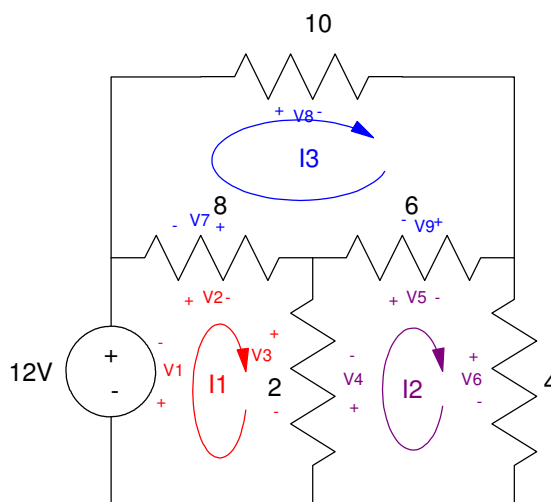 10
+ V8 -
I3
8
6
- V7 +
- V9 +
+ V2 -
+ V5 -
12V
+
-
-
V1
+
I1
+
V3
-
2
-
V4
+
I2
+
V6
-
4